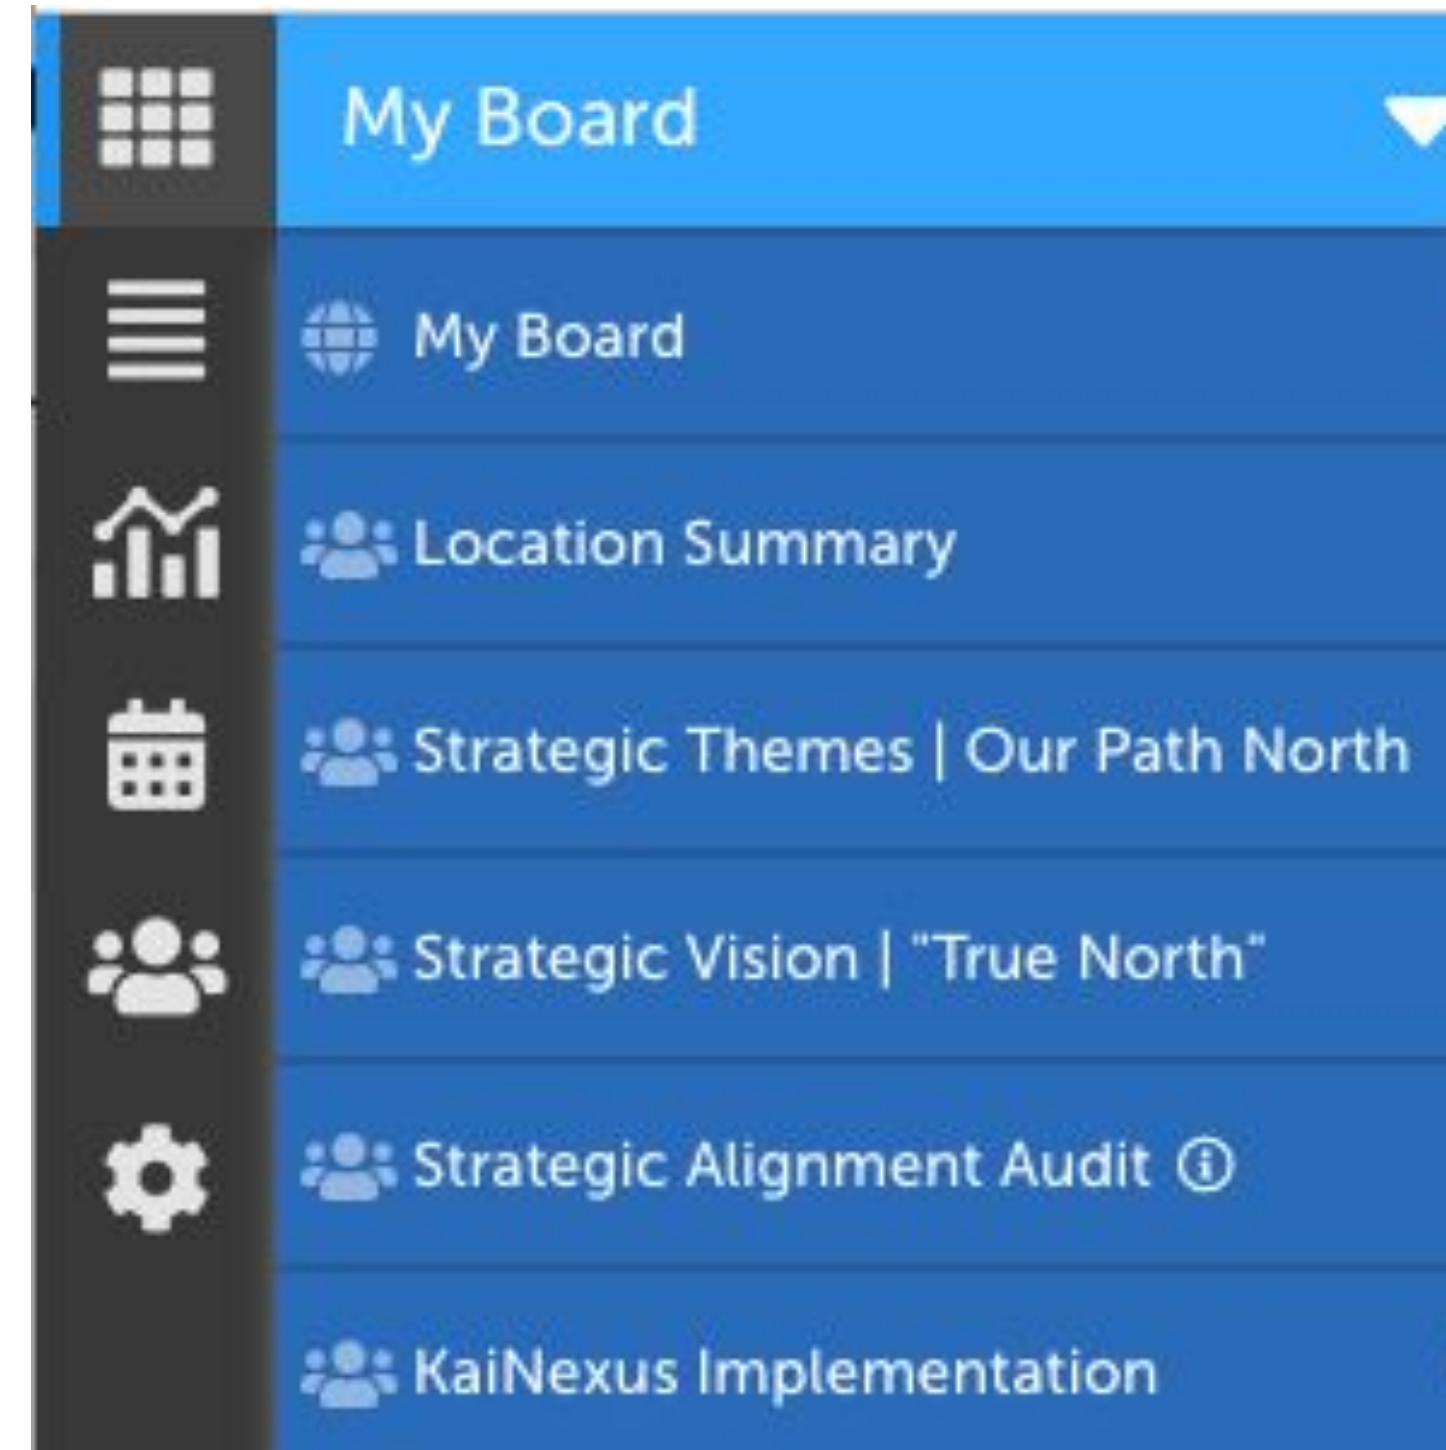 My Board
My Board
Location Summary
Strategic Themes | Our Path North
Strategic Vision | "True North"
Strategic Alignment Audit
KaiNexus Implementation